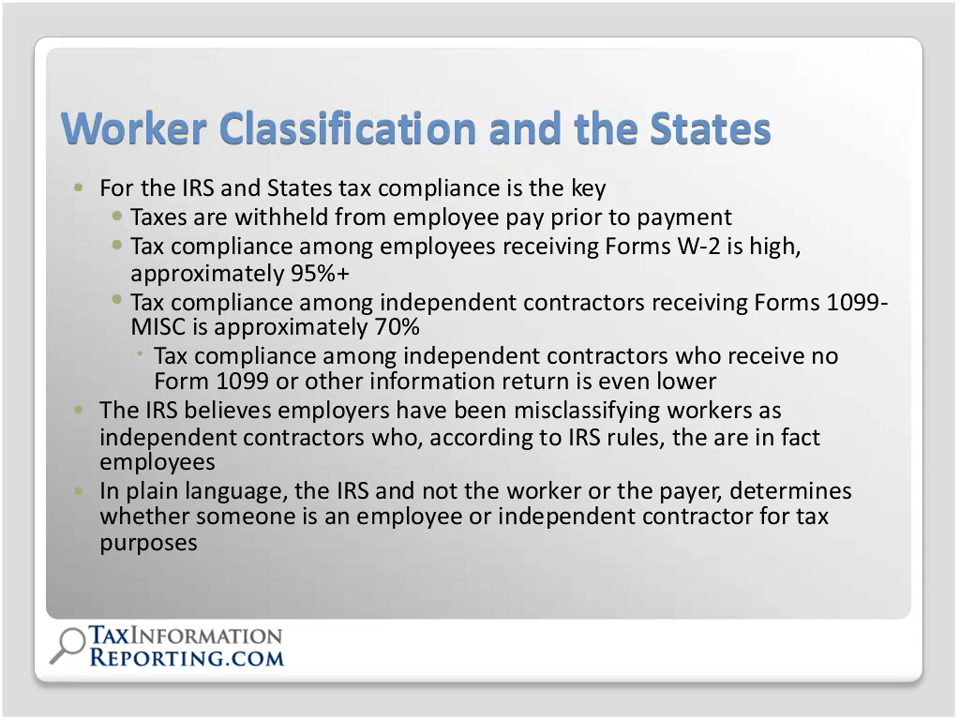 Worker Classification and the States
• For the IRS and States tax compliance is the key
• Taxes are withheld from employee pay prior to payment
• Tax compliance among employees receiving Forms W-2 is high,
approximately 95%+
• Tax compliance among independent contractors receiving Forms 1099-
MISC is approximately 70%
• Tax compliance among independent contractors who receive no
Form 1099 or other information return is even lower
• The IRS believes employers have been misclassifying workers as
independent contractors who, according to IRS rules, the are in fact
employees
• In plain language, the IRS and not the worker or the payer, determines
whether someone is an employee or independent contractor for tax
purposes
TAXINFORMATION
REPORTING.COM